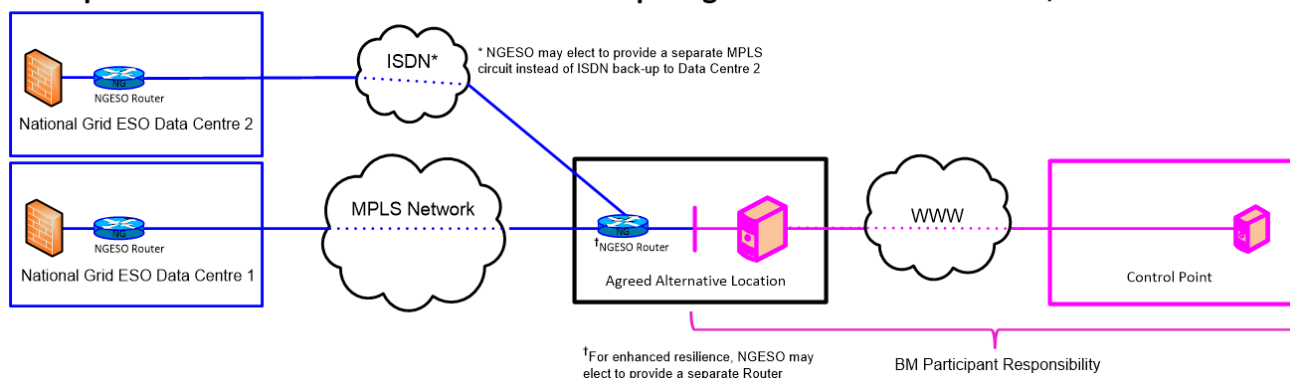 ISDN*
* NGESO may elect to provide a separate MPLS
circuit instead of ISDN back-up to Data Centre 2
NG
NGESO Router
National Grid ESO Data Centre 2
MPLS Network
WWW
NG
NGESO Router
National Grid ESO Data Centre 1
NG
†NGESO Router
Agreed Alternative Location
Control Point
†For enhanced resilience, NGESO may
elect to provide a separate Router
BM Participant Responsibility